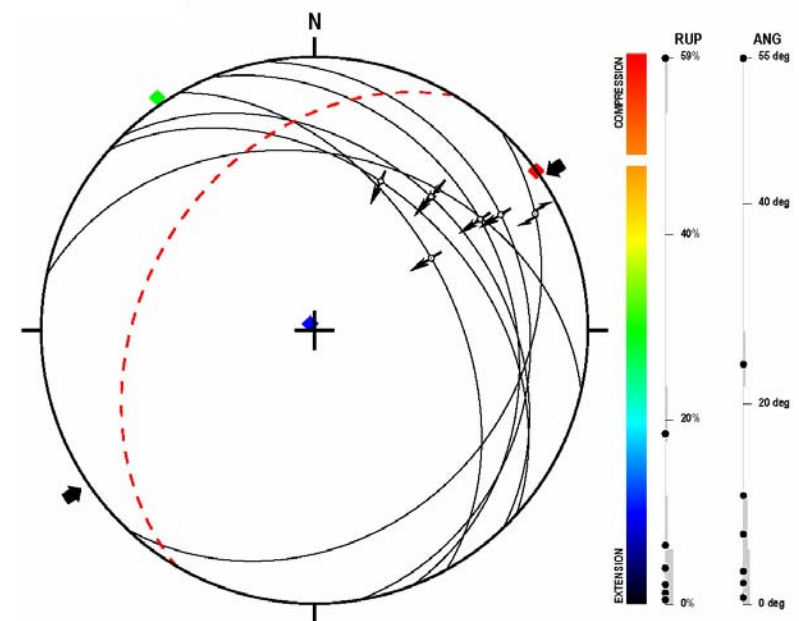 N
RUP
ANG
COMPRESSION
EXTENSION
59%
40%
20%
0%
55 deg
40 deg
20 deg
0 deg